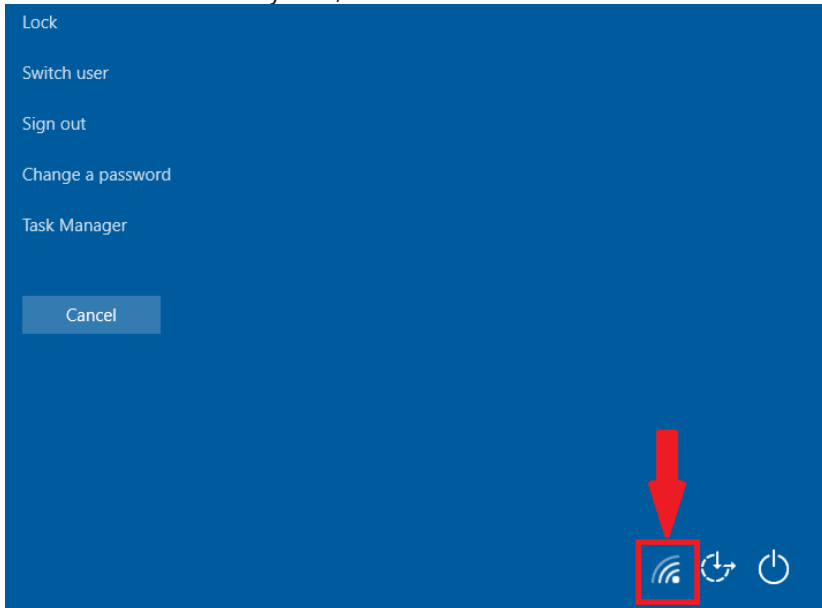 Lock
Switch user
Sign out
Change a password
Task Manager
Cancel